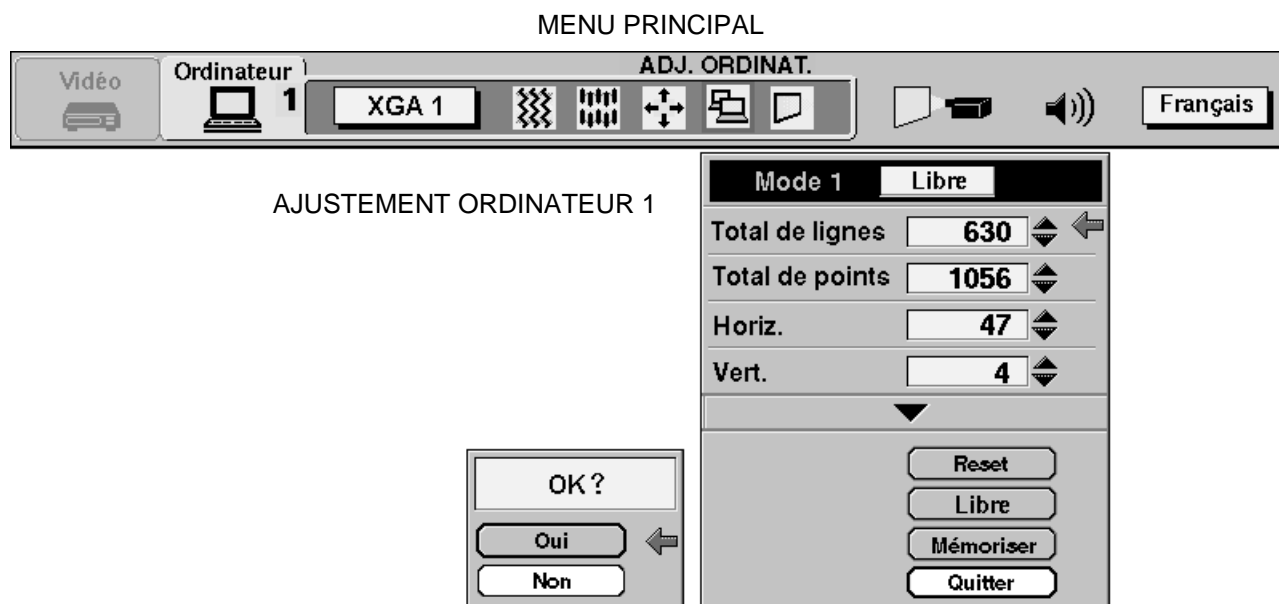 MENU PRINCIPAL
ADJ. ORDINAT.
Vidéo
Ordinateur
1
XGA 1
Français
AJUSTEMENT ORDINATEUR 1
Mode 1 Libre
Total de lignes 630
Total de points 1056
Horiz. 47
Vert. 4
Reset
Libre
Mémoriser
Quitter
OK?
Oui
Non